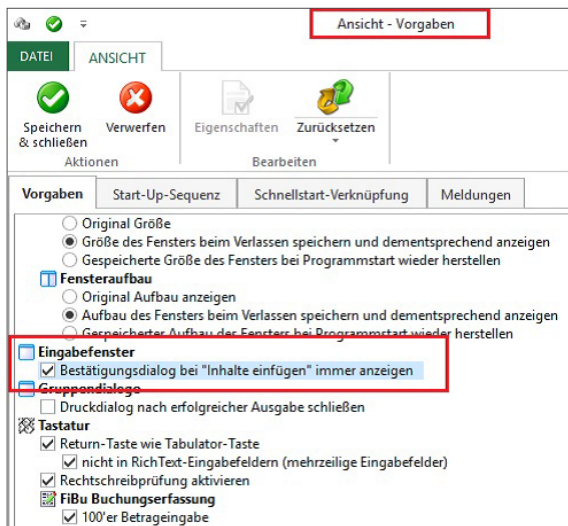 Ansicht - Vorgaben
DATEI ANSICHT
Speichern & schließen
Verwerfen
Eigenschaften
Zurücksetzen
Aktionen
Bearbeiten
Vorgaben Start-Up-Sequenz Schnellstart-Verknüpfung Meldungen
Original Größe
Größe des Fensters beim Verlassen speichern und dementsprechend anzeigen
Gespeicherte Größe des Fensters bei Programmstart wieder herstellen
Fensteraufbau
Original Aufbau anzeigen
Aufbau des Fensters beim Verlassen speichern und dementsprechend anzeigen
Gespeicherter Aufbau des Fensters bei Programmstart wieder herstellen
Eingabefenster
Bestätigungsdialog bei "Inhalte einfügen" immer anzeigen
Gruppendialoge
Druckdialog nach erfolgreicher Ausgabe schließen
Tastatur
Return-Taste wie Tabulator-Taste
nicht in RichText-Eingabefeldern (mehrzeilige Eingabefelder)
Rechtschreibprüfung aktivieren
FiBu Buchungserfassung
100'er Betrageingabe